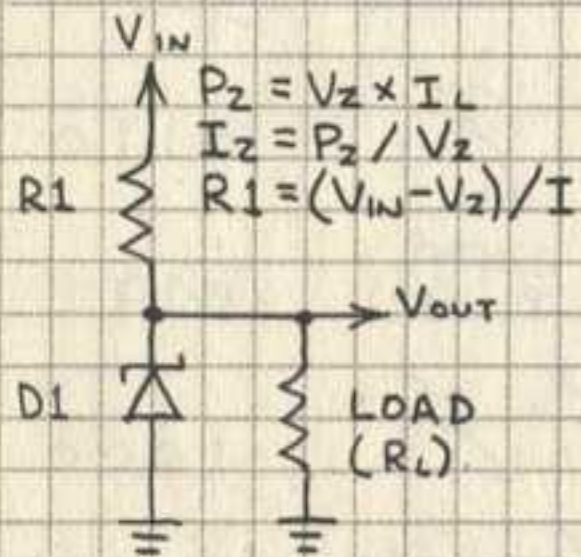 VIN
PZ = VZ x IL
IZ = PZ / VZ
R1 = (VIN-VZ)/I
R1
VOUT
D1
LOAD
(RL)